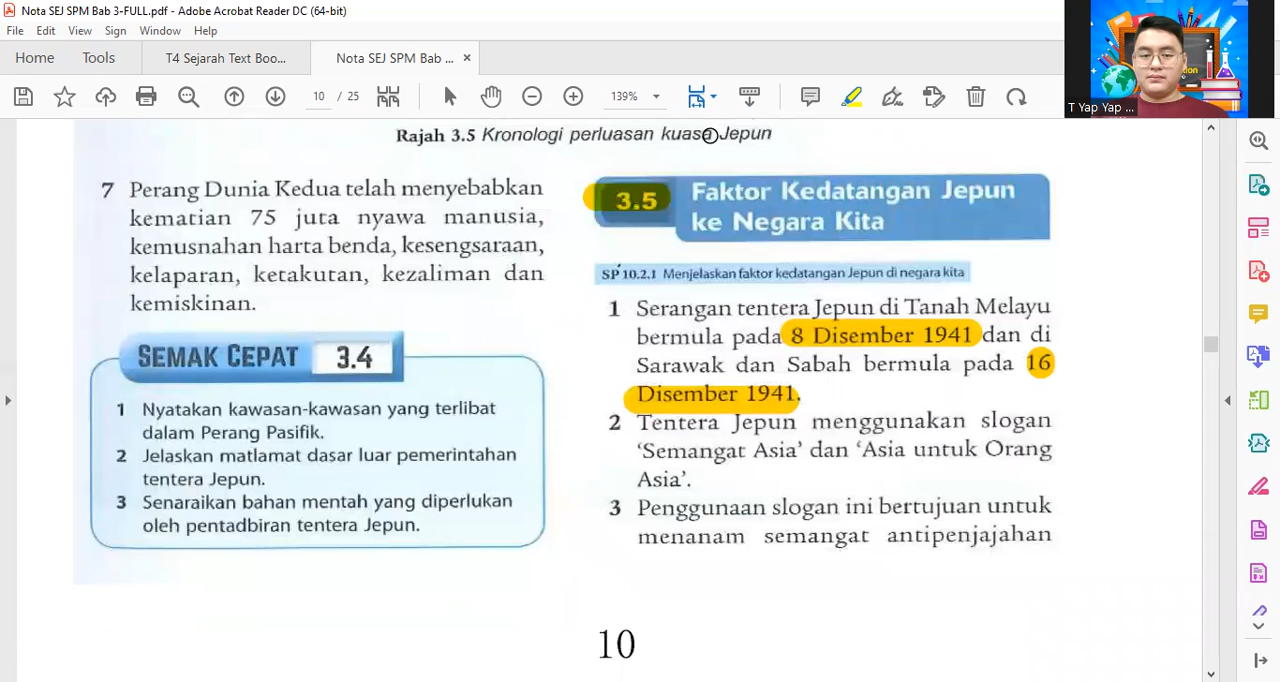 Nota SEJ SPM Bab 3-FULL.pdf - Adobe Acrobat Reader DC (64-bit)
File Edit View Sign Window Help
Home Tools T4 Sejarah Text Boo... Nota SEJ SPM Bab ... ×
10 / 25 139%
T Yap Yap ...
Rajah 3.5 Kronologi perluasan kuasa Jepun
7 Perang Dunia Kedua telah menyebabkan
kematian 75 juta nyawa manusia,
kemusnahan harta benda, kesengsaraan,
kelaparan, ketakutan, kezaliman dan
kemiskinan.
SEMAK CEPAT 3.4
1 Nyatakan kawasan-kawasan yang terlibat
dalam Perang Pasifik.
2 Jelaskan matlamat dasar luar pemerintahan
tentera Jepun.
3 Senaraikan bahan mentah yang diperlukan
oleh pentadbiran tentera Jepun.
3.5 Faktor Kedatangan Jepun
ke Negara Kita
SP 10.2.1 Menjelaskan faktor kedatangan Jepun di negara kita
1 Serangan tentera Jepun di Tanah Melayu
bermula pada 8 Disember 1941 dan di
Sarawak dan Sabah bermula pada 16
Disember 1941.
2 Tentera Jepun menggunakan slogan
‘Semangat Asia’ dan ‘Asia untuk Orang
Asia’.
3 Penggunaan slogan ini bertujuan untuk
menanam semangat antipenjajahan
10